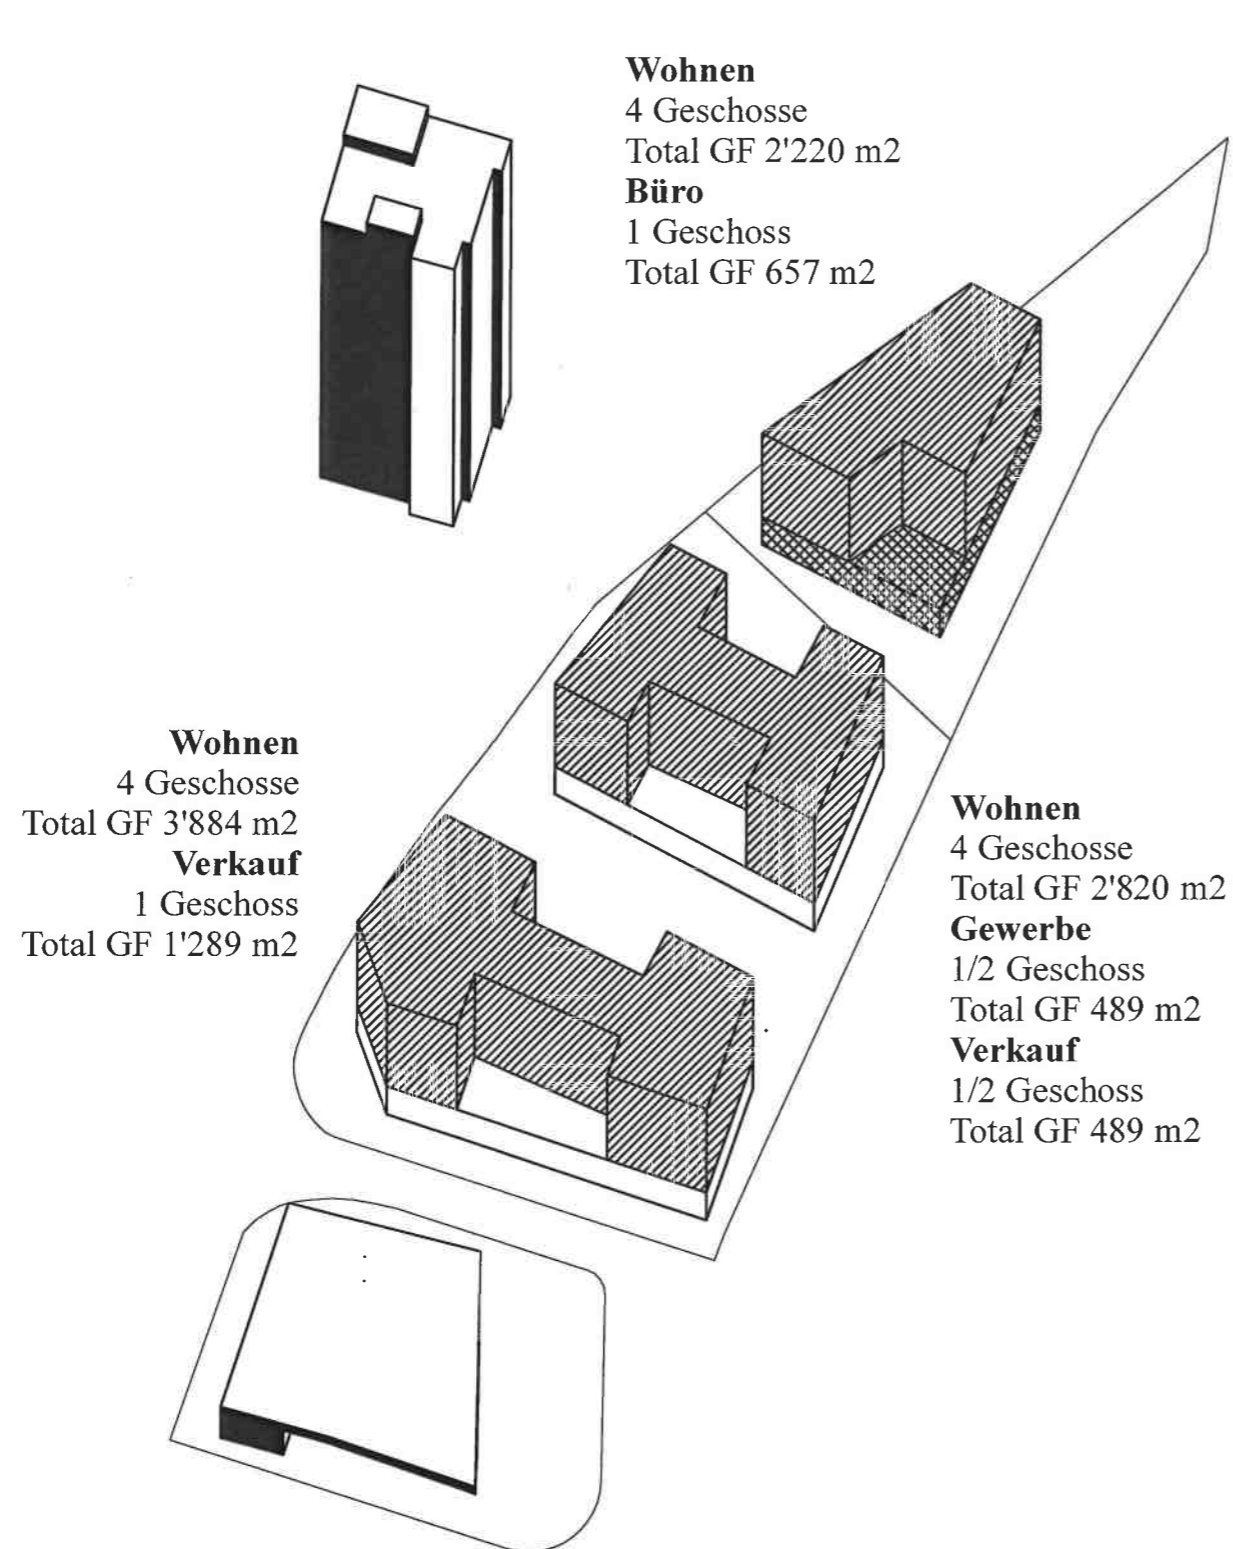 Wohnen
4 Geschosse
Total GF 2'220 m2
Büro
1 Geschoss
Total GF 657 m2
Wohnen
4 Geschosse
Total GF 3'884 m2
Verkauf
1 Geschoss
Total GF 1'289 m2
Wohnen
4 Geschosse
Total GF 2'820 m2
Gewerbe
1/2 Geschoss
Total GF 489 m2
Verkauf
1/2 Geschoss
Total GF 489 m2